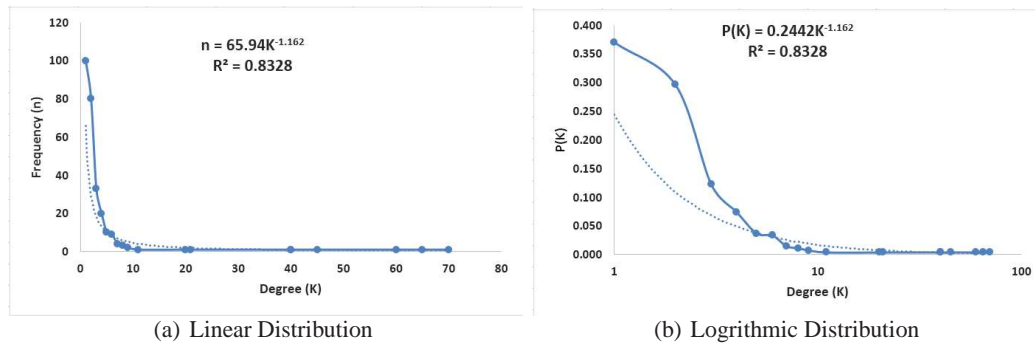 120
100
80
60
40
20
0
Frequency (n)
n = 65.94K^-1.162
R² = 0.8328
0 10 20 30 40 50 60 70 80
Degree (K)
(a) Linear Distribution
0.400
0.350
0.300
0.250
0.200
0.150
0.100
0.050
0.000
P(K)
P(K) = 0.2442K^-1.162
R² = 0.8328
1 10 100
Degree (K)
(b) Logrithmic Distribution